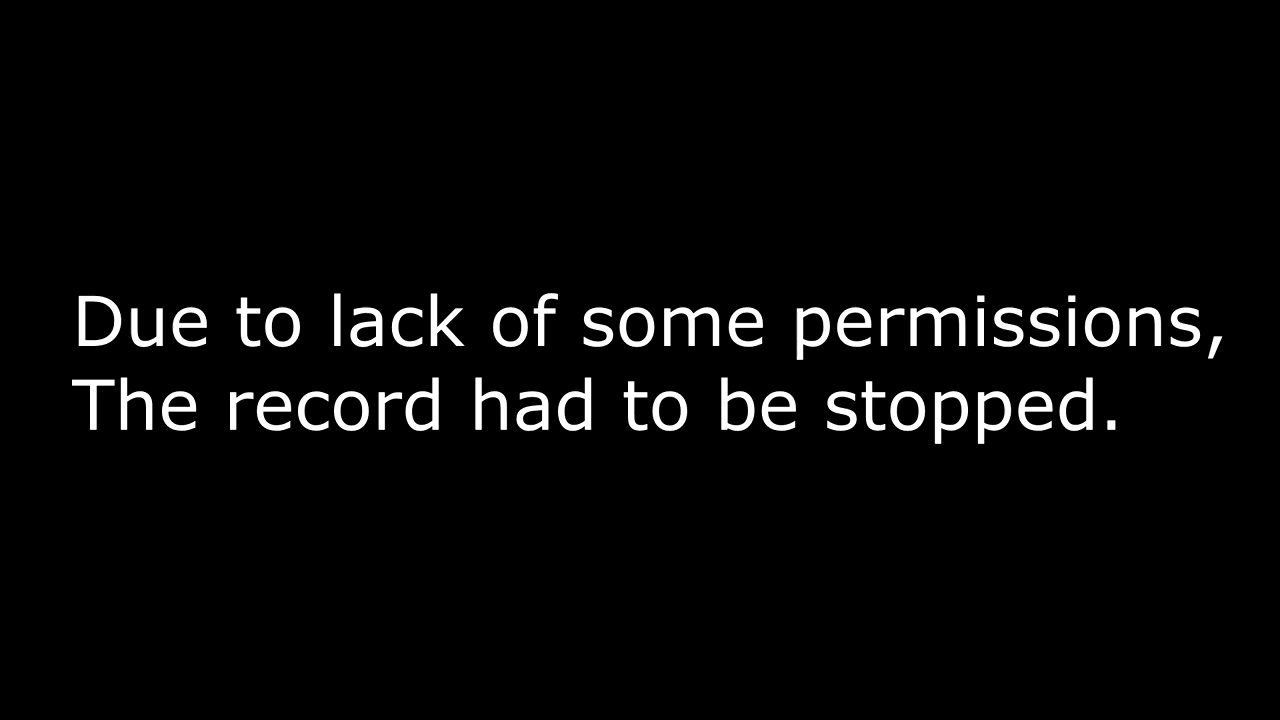 Due to lack of some permissions,
The record had to be stopped.